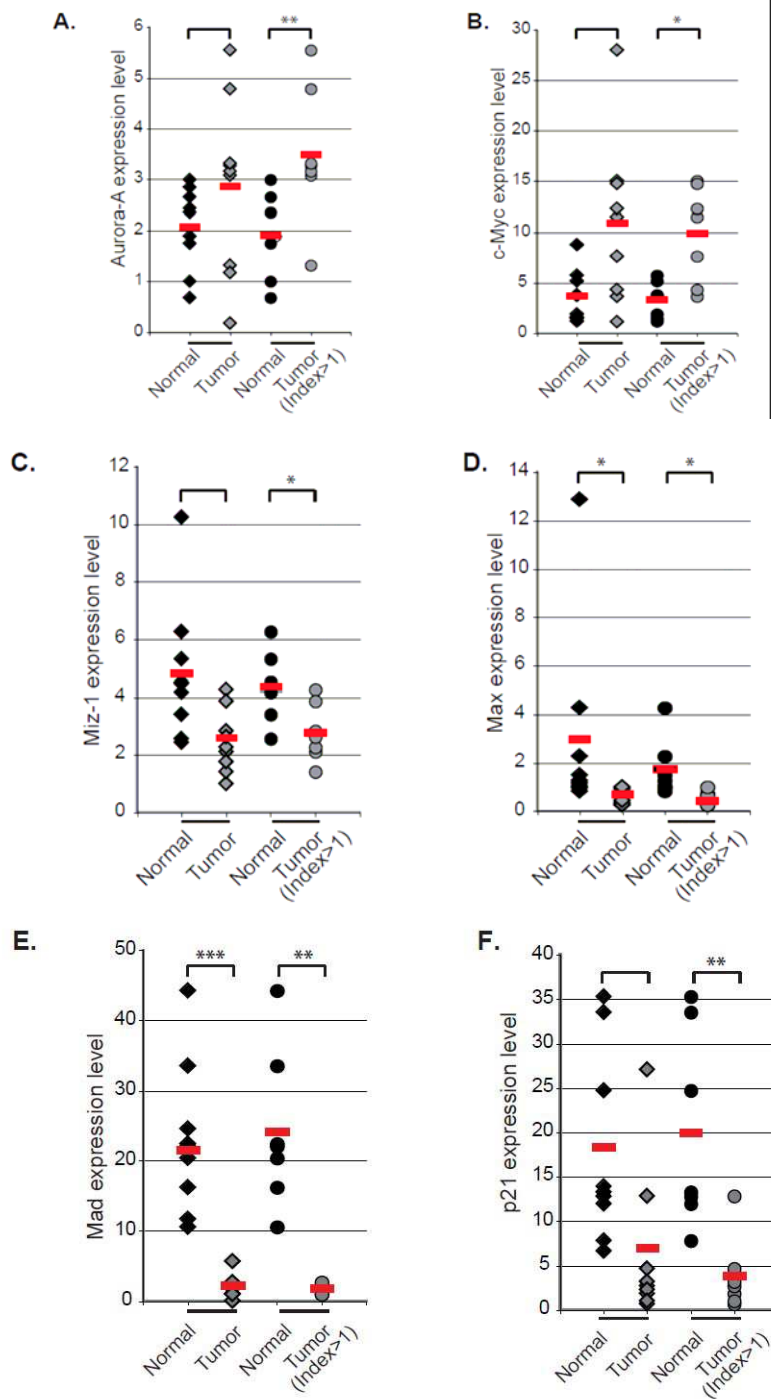 A.
**
Aurora-A expression level
6
5
4
3
2
1
0
Normal
Tumor
Normal
Tumor
(Index>1)
B.
*
c-Myc expression level
30
25
20
15
10
5
0
Normal
Tumor
Normal
Tumor
(Index>1)
C.
*
Miz-1 expression level
12
10
8
6
4
2
0
Normal
Tumor
Normal
Tumor
(Index>1)
D.
*
*
Max expression level
14
12
10
8
6
4
2
0
Normal
Tumor
Normal
Tumor
(Index>1)
E.
***
**
Mad expression level
50
40
30
20
10
0
Normal
Tumor
Normal
Tumor
(Index>1)
F.
**
p21 expression level
40
35
30
25
20
15
10
5
0
Normal
Tumor
Normal
Tumor
(Index>1)